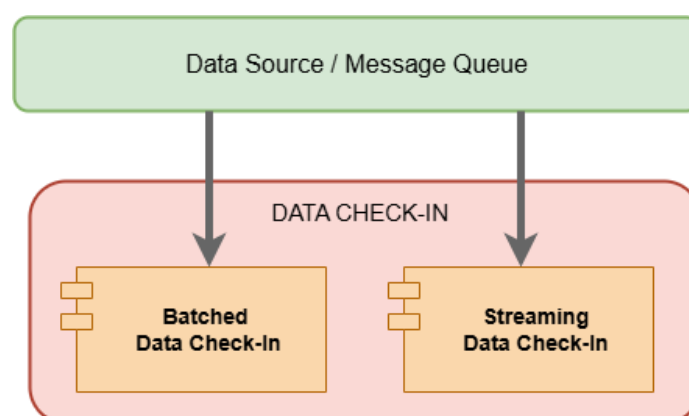 Data Source / Message Queue
DATA CHECK-IN
Batched
Data Check-In
Streaming
Data Check-In